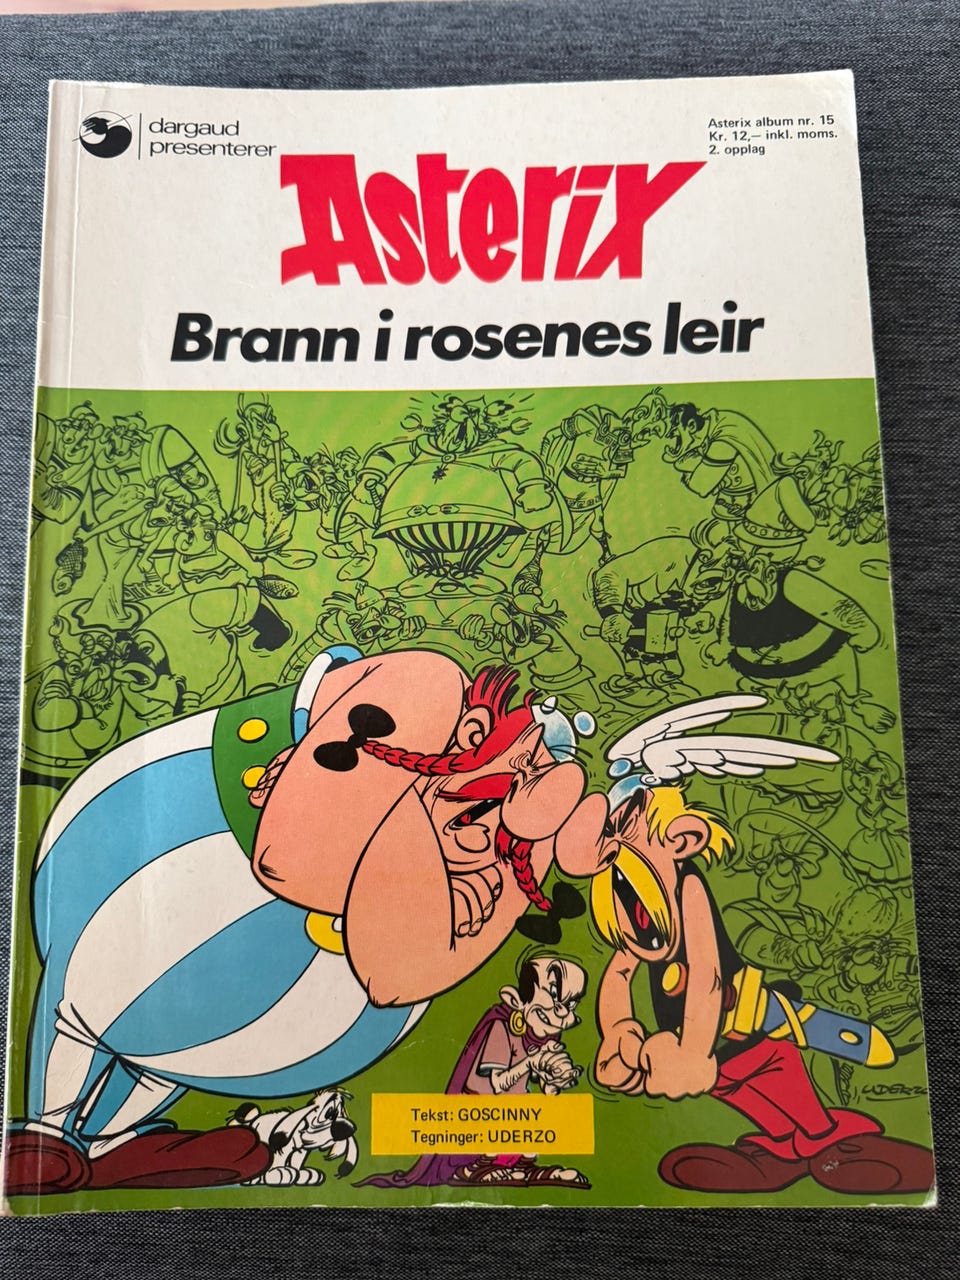 dargaud
presenterer
Asterix album nr. 15
Kr. 12,— inkl. moms.
2. opplag
Asterix
Brann i rosenes leir
UDERZO
Tekst: GOSCINNY
Tegninger: UDERZO